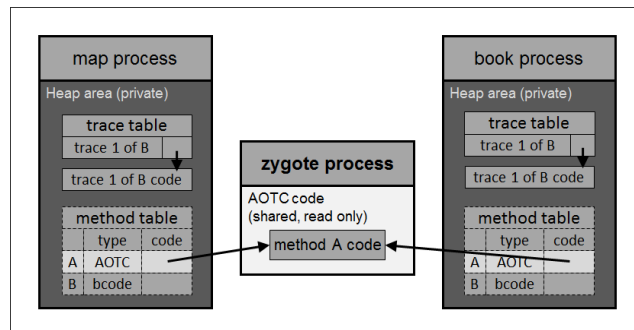 map process
Heap area (private)
trace table
trace 1 of B
trace 1 of B code
method table
type code
A AOTC
B bcode
zygote process
AOTC code
(shared, read only)
method A code
book process
Heap area (private)
trace table
trace 1 of B
trace 1 of B code
method table
type code
A AOTC
B bcode